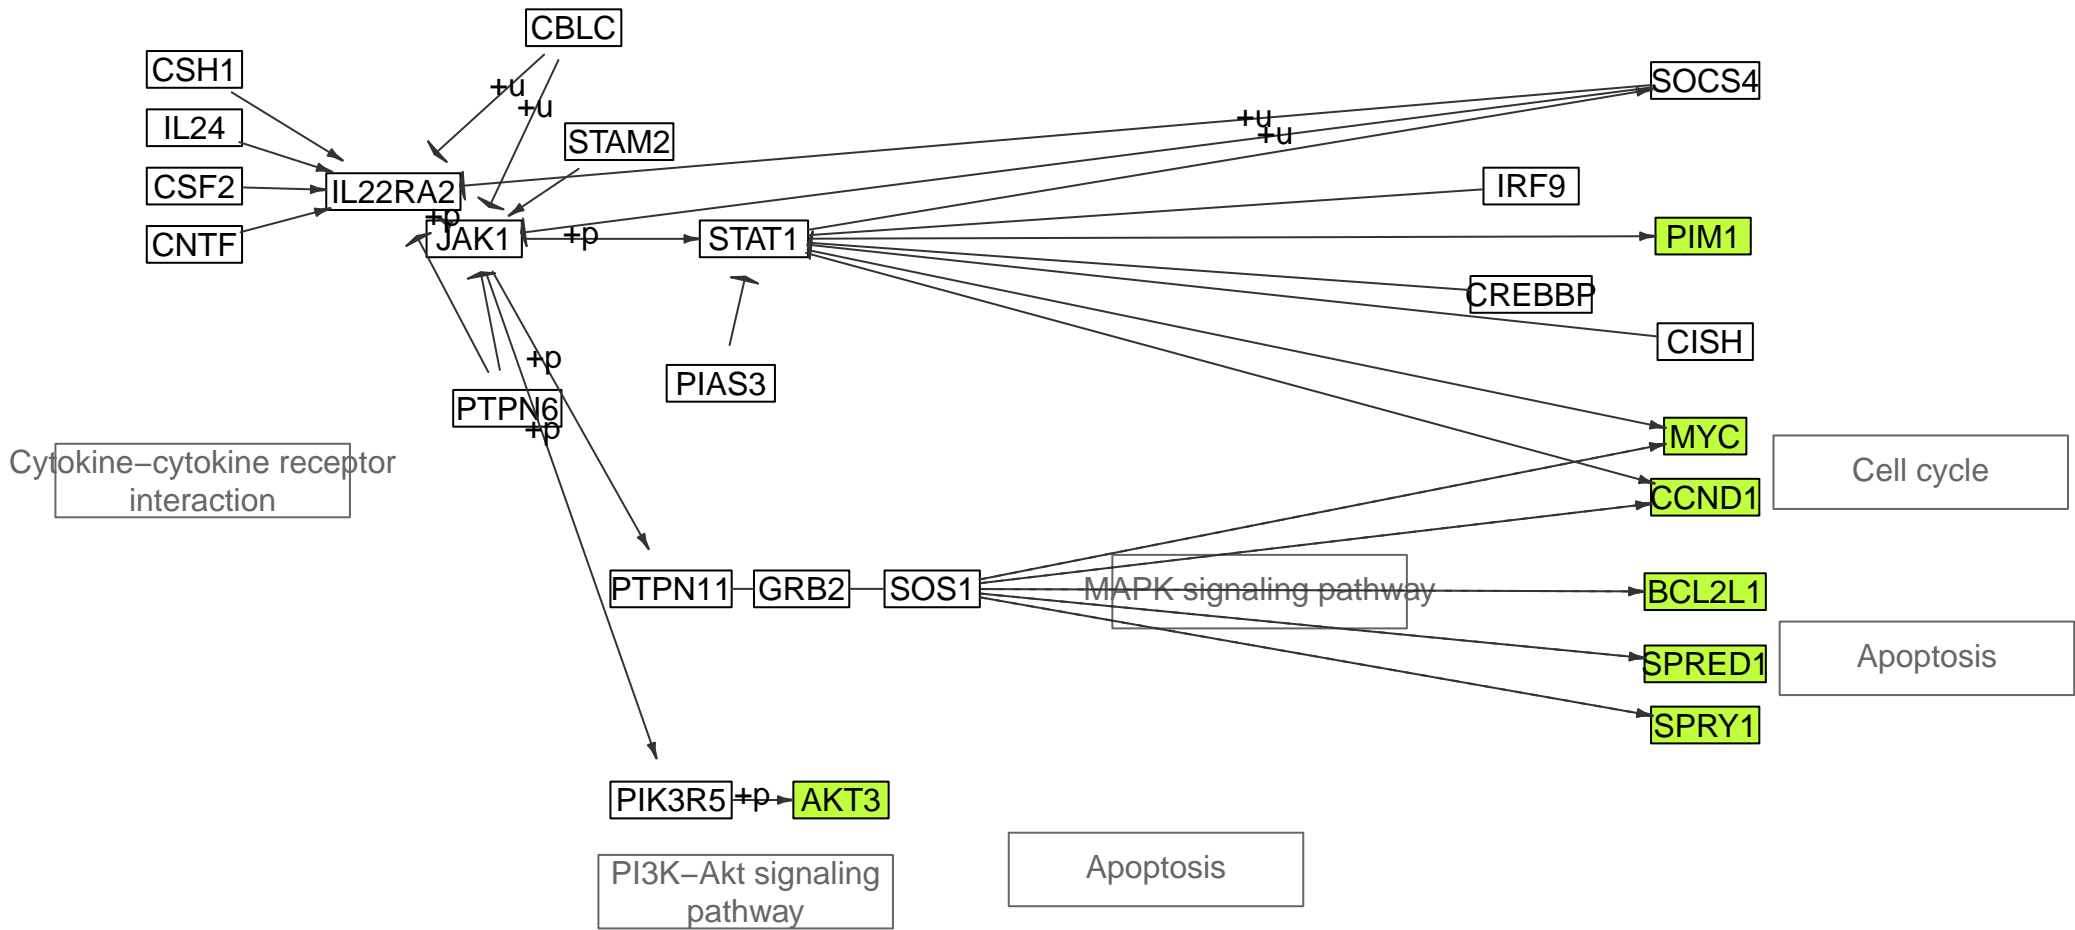 CBLC
CSH1
SOCS4
+u
+u
+u
IL24
STAM2
+u
CSF2
IL22RA2
IRF9
+p
CNTF
JAK1
+p
STAT1
PIM1
CREBBP
CISH
+p
PIAS3
PTPN6
+p
MYC
Cytokine−cytokine receptor
interaction
Cell cycle
CCND1
PTPN11
GRB2
SOS1
MAPK signaling pathway
BCL2L1
SPRED1
Apoptosis
SPRY1
PIK3R5
+p
AKT3
PI3K−Akt signaling
pathway
Apoptosis